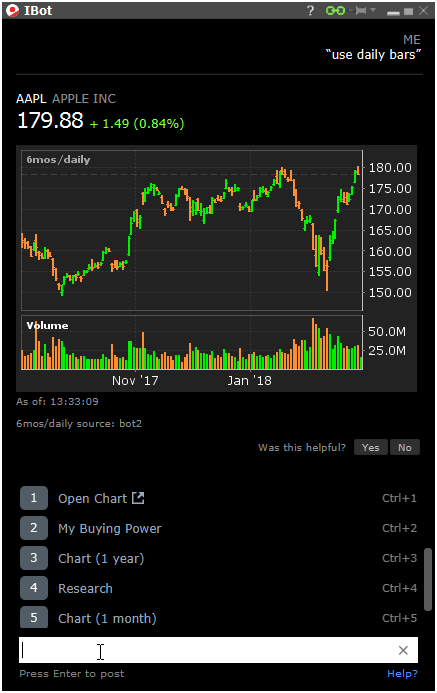 IBot
?
ME
“use daily bars”
AAPL APPLE INC
179.88 + 1.49 (0.84%)
6mos/daily
180.00
175.00
170.00
165.00
160.00
155.00
150.00
Volume
50.0M
25.0M
Nov '17 Jan '18
As of: 13:33:09
6mos/daily source: bot2
Was this helpful? Yes No
1 Open Chart Ctrl+1
2 My Buying Power Ctrl+2
3 Chart (1 year) Ctrl+3
4 Research Ctrl+4
5 Chart (1 month) Ctrl+5
Press Enter to post Help?